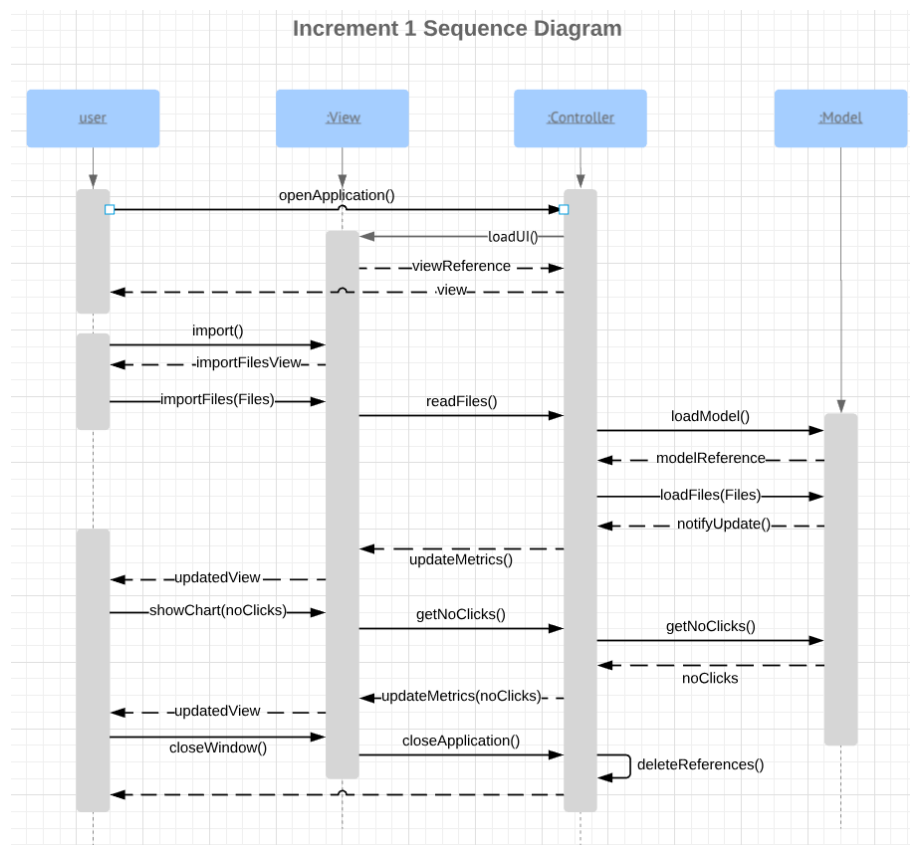 Increment 1 Sequence Diagram
user
:View
:Controller
:Model
openApplication()
loadUI()
viewReference
view
import()
importFilesView
importFiles(Files)
readFiles()
loadModel()
modelReference
loadFiles(Files)
notifyUpdate()
updateMetrics()
updatedView
showChart(noClicks)
getNoClicks()
getNoClicks()
noClicks
updateMetrics(noClicks)
updatedView
closeWindow()
closeApplication()
deleteReferences()